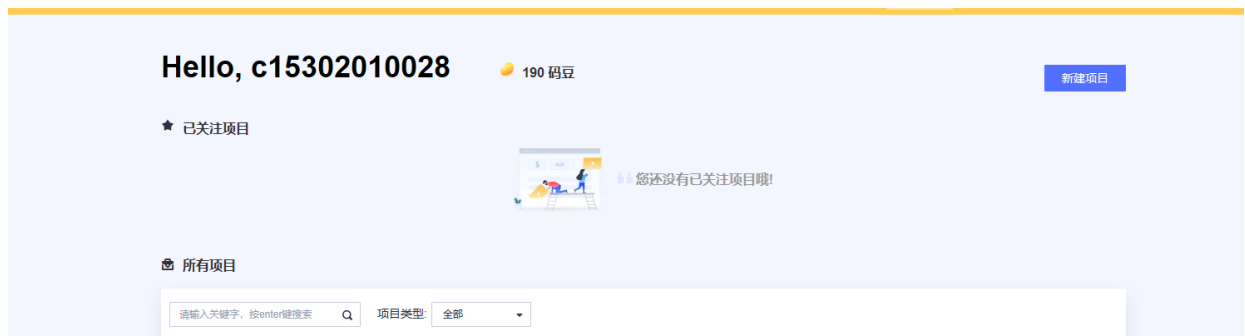 Hello, c15302010028
190 码豆
新建项目
已关注项目
您还没有已关注项目哦!
所有项目
请输入关键字，按enter键搜索
项目类型:
全部